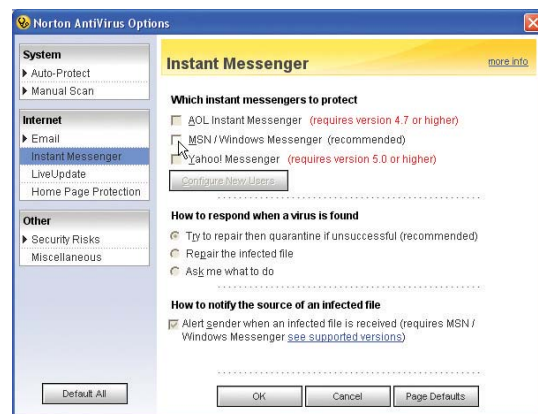 Norton AntiVirus Options
System
Auto-Protect
Manual Scan
Internet
Email
Instant Messenger
LiveUpdate
Home Page Protection
Other
Security Risks
Miscellaneous
Default All
Instant Messenger
more info
Which instant messengers to protect
AOL Instant Messenger (requires version 4.7 or higher)
MSN / Windows Messenger (recommended)
Yahoo! Messenger (requires version 5.0 or higher)
Configure New Users
How to respond when a virus is found
Try to repair then quarantine if unsuccessful (recommended)
Repair the infected file
Ask me what to do
How to notify the source of an infected file
Alert sender when an infected file is received (requires MSN /
Windows Messenger see supported versions)
OK
Cancel
Page Defaults